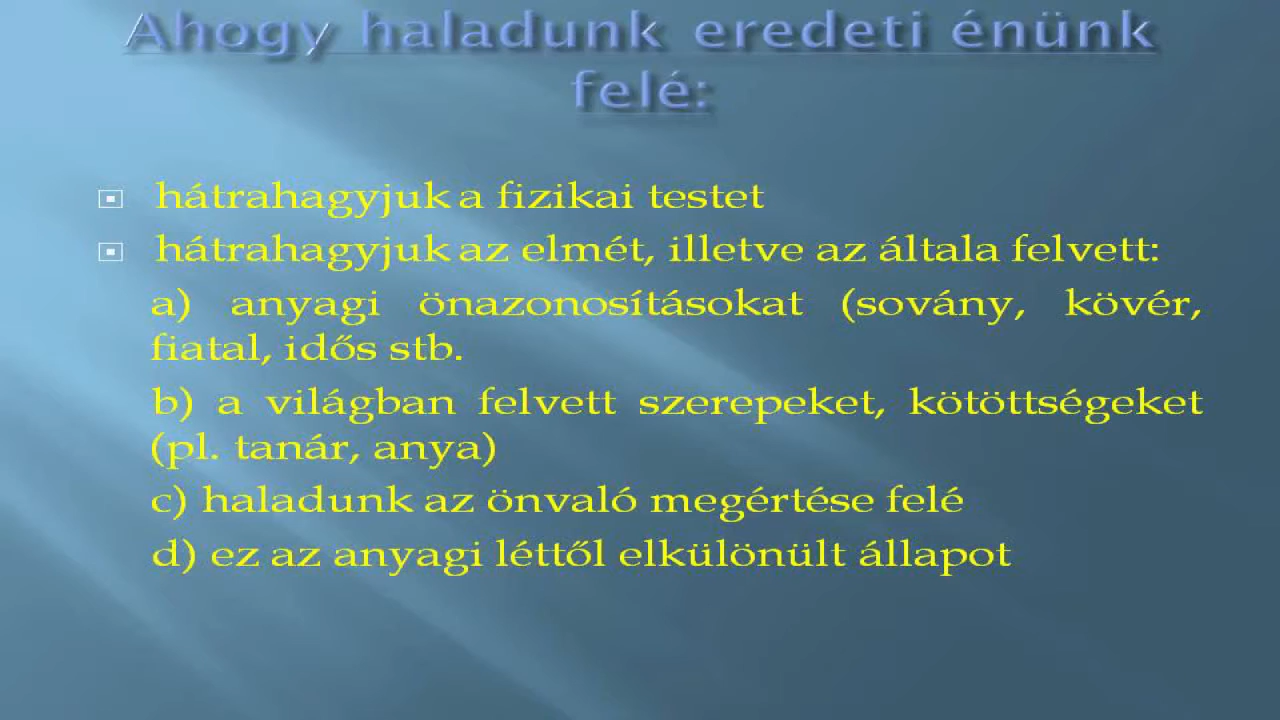 Ahogy haladunk eredeti énünk
felé:
hátrahagyjuk a fizikai testet
hátrahagyjuk az elmét, illetve az általa felvett:
a) anyagi önazonosításokat (sovány, kövér,
fiatal, idős stb.
b) a világban felvett szerepeket, kötöttségeket
(pl. tanár, anya)
c) haladunk az önvaló megértése felé
d) ez az anyagi léttől elkülönült állapot